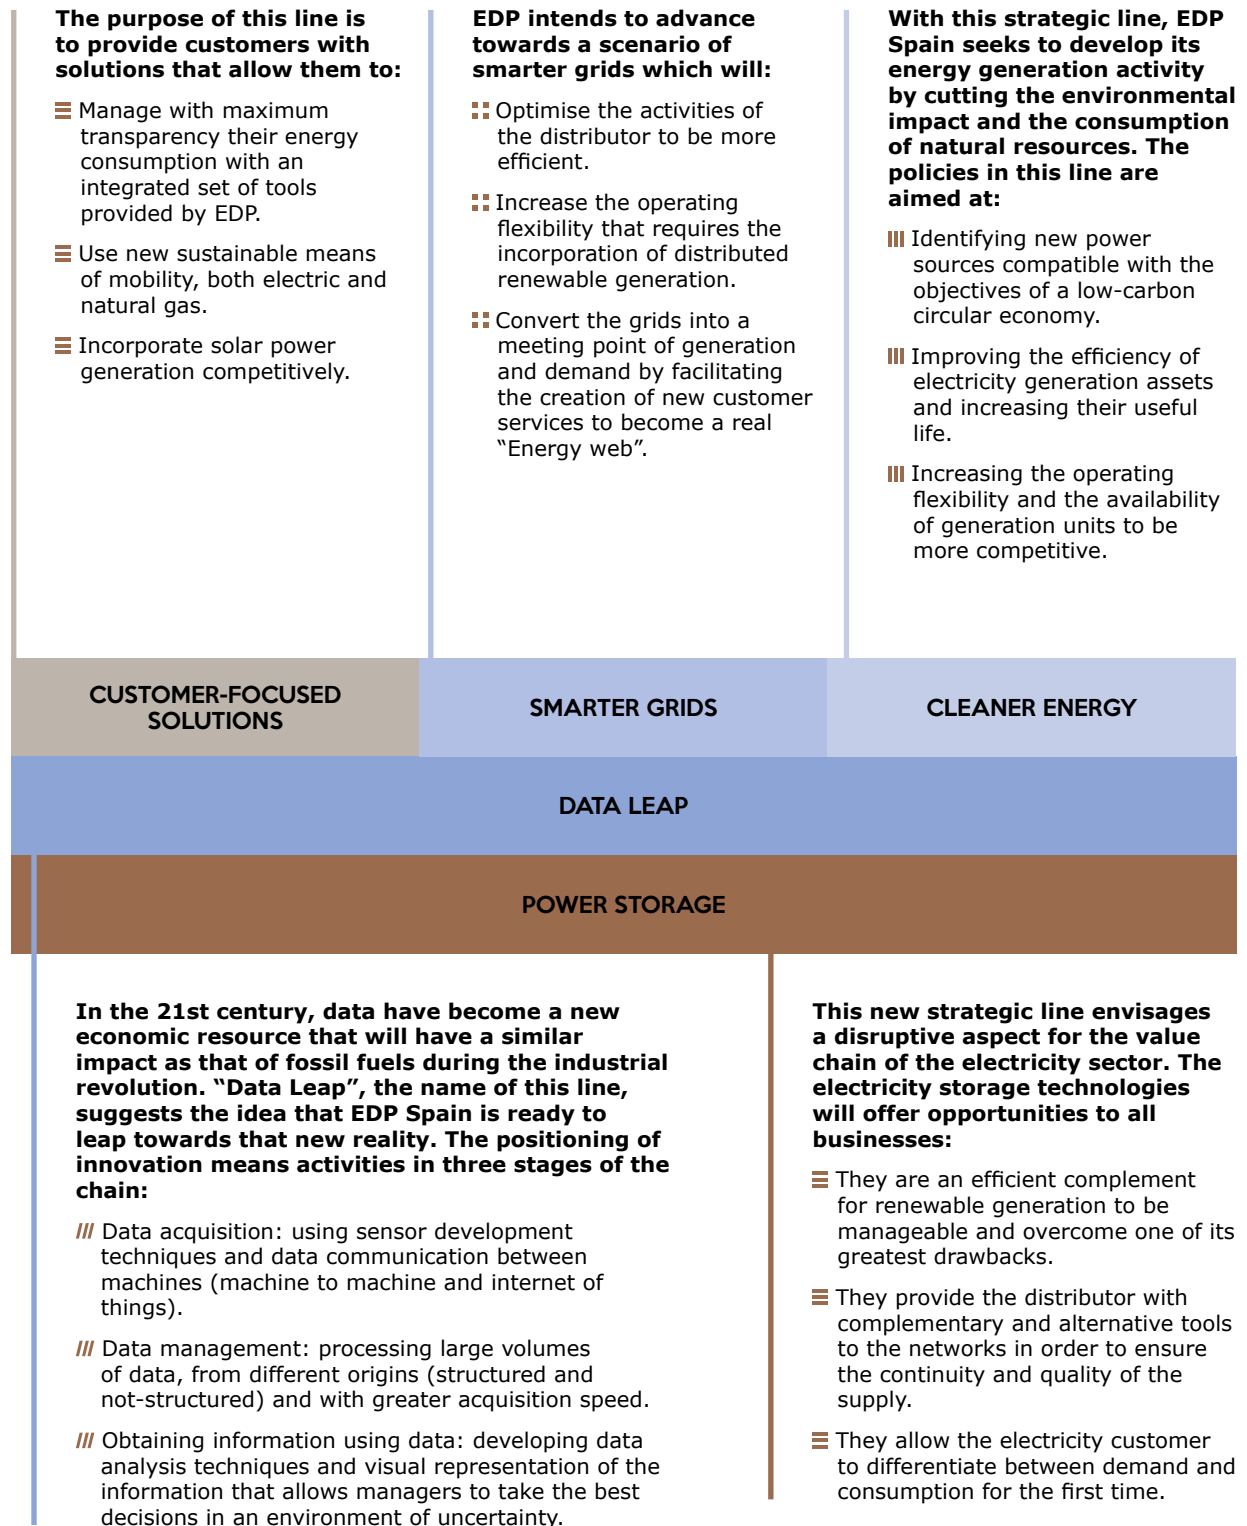 The purpose of this line is
to provide customers with
solutions that allow them to:
Manage with maximum
transparency their energy
consumption with an
integrated set of tools
provided by EDP.
Use new sustainable means
of mobility, both electric and
natural gas.
Incorporate solar power
generation competitively.
EDP intends to advance
towards a scenario of
smarter grids which will:
Optimise the activities of
the distributor to be more
efficient.
Increase the operating
flexibility that requires the
incorporation of distributed
renewable generation.
Convert the grids into a
meeting point of generation
and demand by facilitating
the creation of new customer
services to become a real
“Energy web”.
With this strategic line, EDP
Spain seeks to develop its
energy generation activity
by cutting the environmental
impact and the consumption
of natural resources. The
policies in this line are
aimed at:
Identifying new power
sources compatible with the
objectives of a low-carbon
circular economy.
Improving the efficiency of
electricity generation assets
and increasing their useful
life.
Increasing the operating
flexibility and the availability
of generation units to be
more competitive.
CUSTOMER-FOCUSED
SOLUTIONS
SMARTER GRIDS
CLEANER ENERGY
DATA LEAP
POWER STORAGE
In the 21st century, data have become a new
economic resource that will have a similar
impact as that of fossil fuels during the industrial
revolution. “Data Leap”, the name of this line,
suggests the idea that EDP Spain is ready to
leap towards that new reality. The positioning of
innovation means activities in three stages of the
chain:
Data acquisition: using sensor development
techniques and data communication between
machines (machine to machine and internet of
things).
Data management: processing large volumes
of data, from different origins (structured and
not-structured) and with greater acquisition speed.
Obtaining information using data: developing data
analysis techniques and visual representation of the
information that allows managers to take the best
decisions in an environment of uncertainty.
This new strategic line envisages
a disruptive aspect for the value
chain of the electricity sector. The
electricity storage technologies
will offer opportunities to all
businesses:
They are an efficient complement
for renewable generation to be
manageable and overcome one of its
greatest drawbacks.
They provide the distributor with
complementary and alternative tools
to the networks in order to ensure
the continuity and quality of the
supply.
They allow the electricity customer
to differentiate between demand and
consumption for the first time.